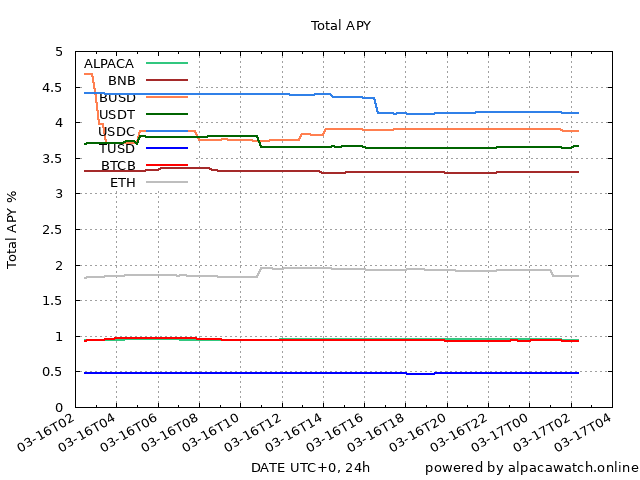 Total APY
ALPACA
BNB
BUSD
USDT
USDC
TUSD
BTCB
ETH
5
4.5
4
3.5
3
2.5
2
1.5
1
0.5
0
Total APY %
03-16T02
03-16T04
03-16T06
03-16T08
03-16T10
03-16T12
03-16T14
03-16T16
03-16T18
03-16T20
03-16T22
03-17T00
03-17T02
03-17T04
DATE UTC+0, 24h
powered by alpacawatch.online